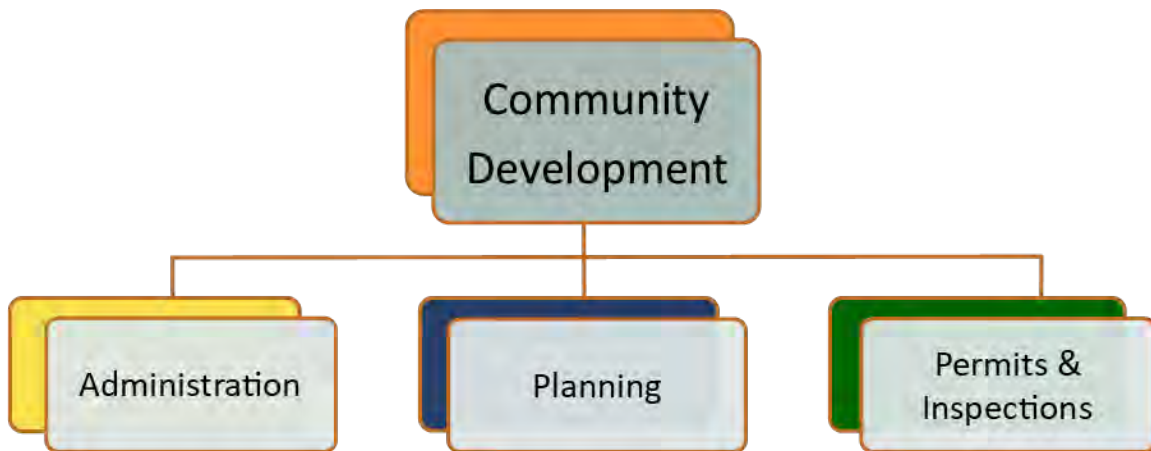 Community
Development
Administration
Planning
Permits &
Inspections